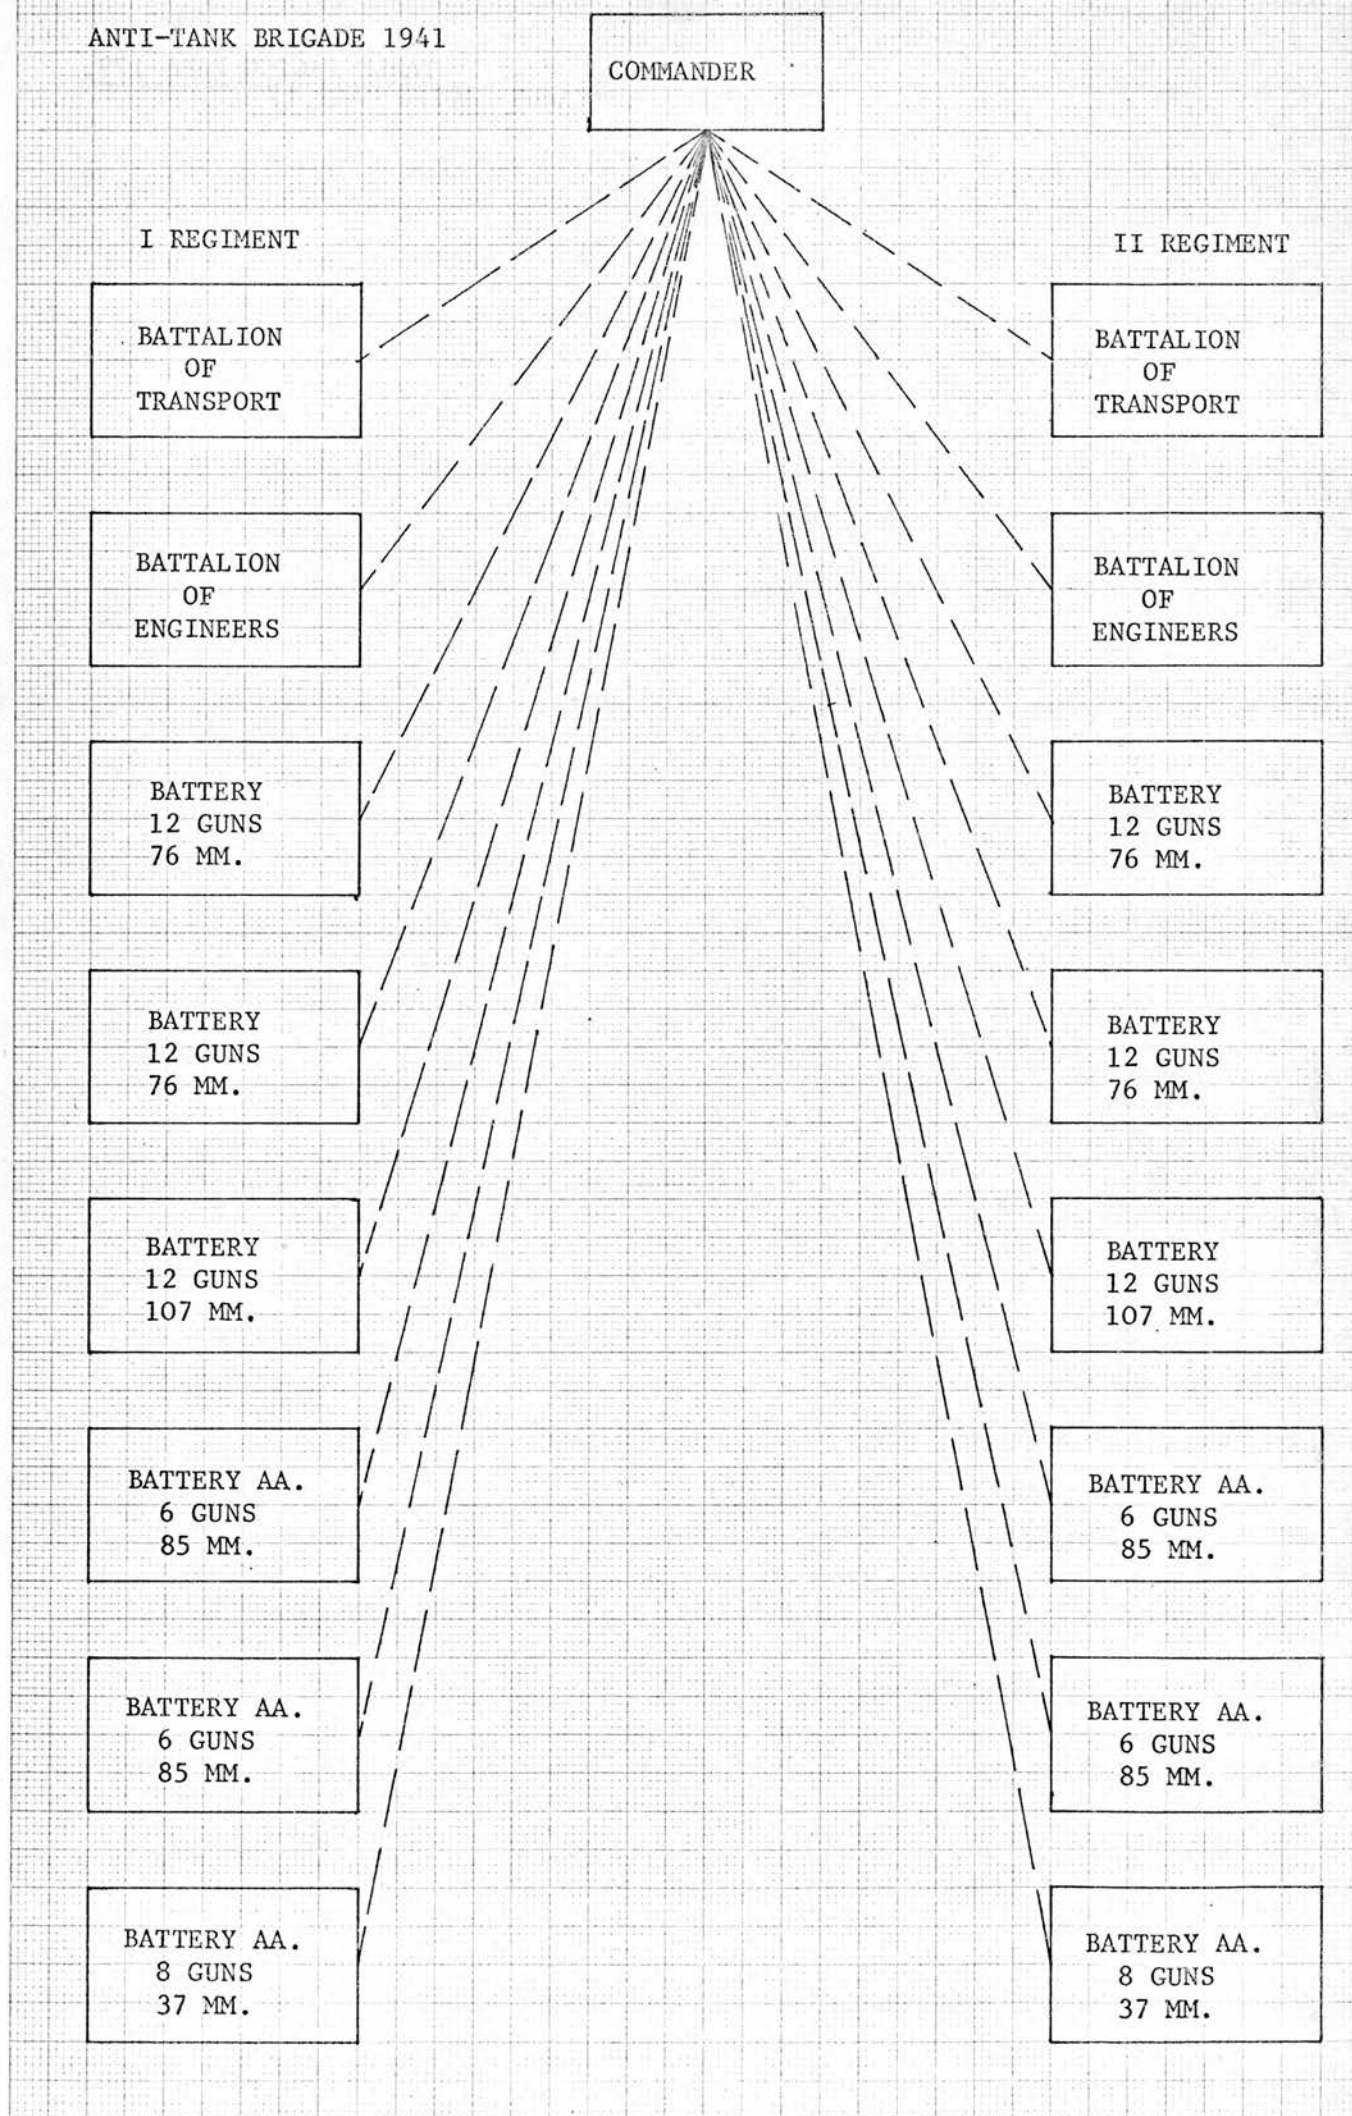 ANTI-TANK BRIGADE 1941
COMMANDER
I REGIMENT
BATTALION
OF
TRANSPORT
BATTALION
OF
ENGINEERS
BATTERY
12 GUNS
76 MM.
BATTERY
12 GUNS
76 MM.
BATTERY
12 GUNS
107 MM.
BATTERY AA.
6 GUNS
85 MM.
BATTERY AA.
6 GUNS
85 MM.
BATTERY AA.
8 GUNS
37 MM.
II REGIMENT
BATTALION
OF
TRANSPORT
BATTALION
OF
ENGINEERS
BATTERY
12 GUNS
76 MM.
BATTERY
12 GUNS
76 MM.
BATTERY
12 GUNS
107 MM.
BATTERY AA.
6 GUNS
85 MM.
BATTERY AA.
6 GUNS
85 MM.
BATTERY AA.
8 GUNS
37 MM.